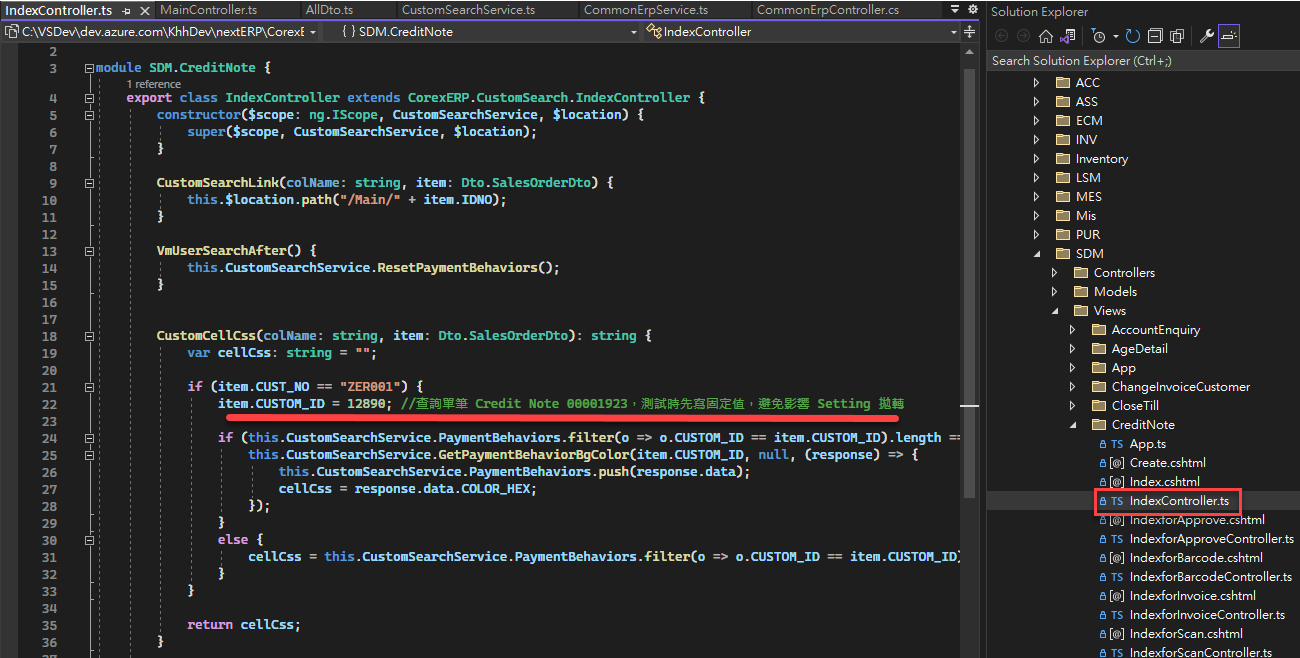 IndexController.ts
MainController.ts
AllDto.ts
CustomSearchService.ts
CommonErpService.ts
CommonErpController.cs
C:\VSDev\dev.azure.com\KhhDev\nextERP\CorexE
{ } SDM.CreditNote
IndexController
2
3 module SDM.CreditNote {
1 reference
4 export class IndexController extends CorexERP.CustomSearch.IndexController {
5 constructor($scope: ng.IScope, CustomSearchService, $location) {
6 super($scope, CustomSearchService, $location);
7 }
8
9 CustomSearchLink(colName: string, item: Dto.SalesOrderDto) {
10 this.$location.path("/Main/" + item.IDNO);
11 }
12
13 VmUserSearchAfter() {
14 this.CustomSearchService.ResetPaymentBehaviors();
15 }
16
17
18 CustomCellCss(colName: string, item: Dto.SalesOrderDto): string {
19 var cellCss: string = "";
20
21 if (item.CUST_NO == "ZER001") {
22 item.CUSTOM_ID = 12890; //查詢單筆 Credit Note 00001923，測試時先寫固定值，避免影響 Setting 拋轉
23
24 if (this.CustomSearchService.PaymentBehaviors.filter(o => o.CUSTOM_ID == item.CUSTOM_ID).length ==
25 this.CustomSearchService.GetPaymentBehaviorBgColor(item.CUSTOM_ID, null, (response) => {
26 this.CustomSearchService.PaymentBehaviors.push(response.data);
27 cellCss = response.data.COLOR_HEX;
28 });
29 }
30 else {
31 cellCss = this.CustomSearchService.PaymentBehaviors.filter(o => o.CUSTOM_ID == item.CUSTOM_ID)
32 }
33 }
34
35 return cellCss;
36 }
Solution Explorer
Search Solution Explorer (Ctrl+;)
ACC
ASS
ECM
INV
Inventory
LSM
MES
Mis
PUR
SDM
Controllers
Models
Views
AccountEnquiry
AgeDetail
App
ChangeInvoiceCustomer
CloseTill
CreditNote
TS App.ts
[@] Create.cshtml
[@] Index.cshtml
TS IndexController.ts
[@] IndexforApprove.cshtml
TS IndexforApproveController.ts
[@] IndexforBarcode.cshtml
TS IndexforBarcodeController.ts
[@] IndexforInvoice.cshtml
TS IndexforInvoiceController.ts
[@] IndexforScan.cshtml
TS IndexforScanController.ts